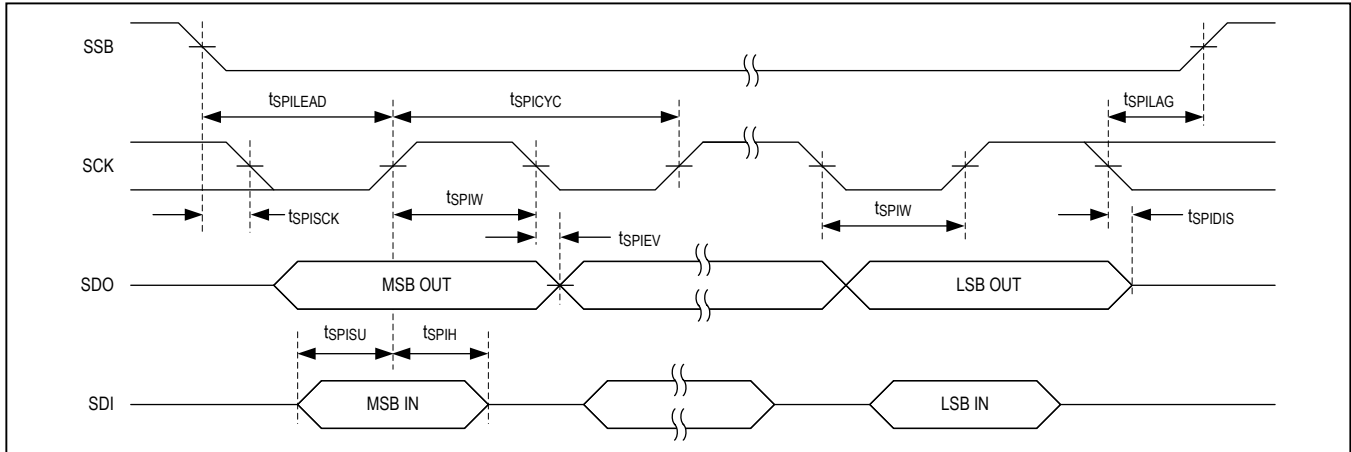 SSB
tSPILEAD
tSPICYC
tSPILAG
SCK
tSPISCK
tSPIW
tSPIEV
tSPIW
tSPIDIS
SDO
MSB OUT
LSB OUT
tSPISU
tSPIH
SDI
MSB IN
LSB IN